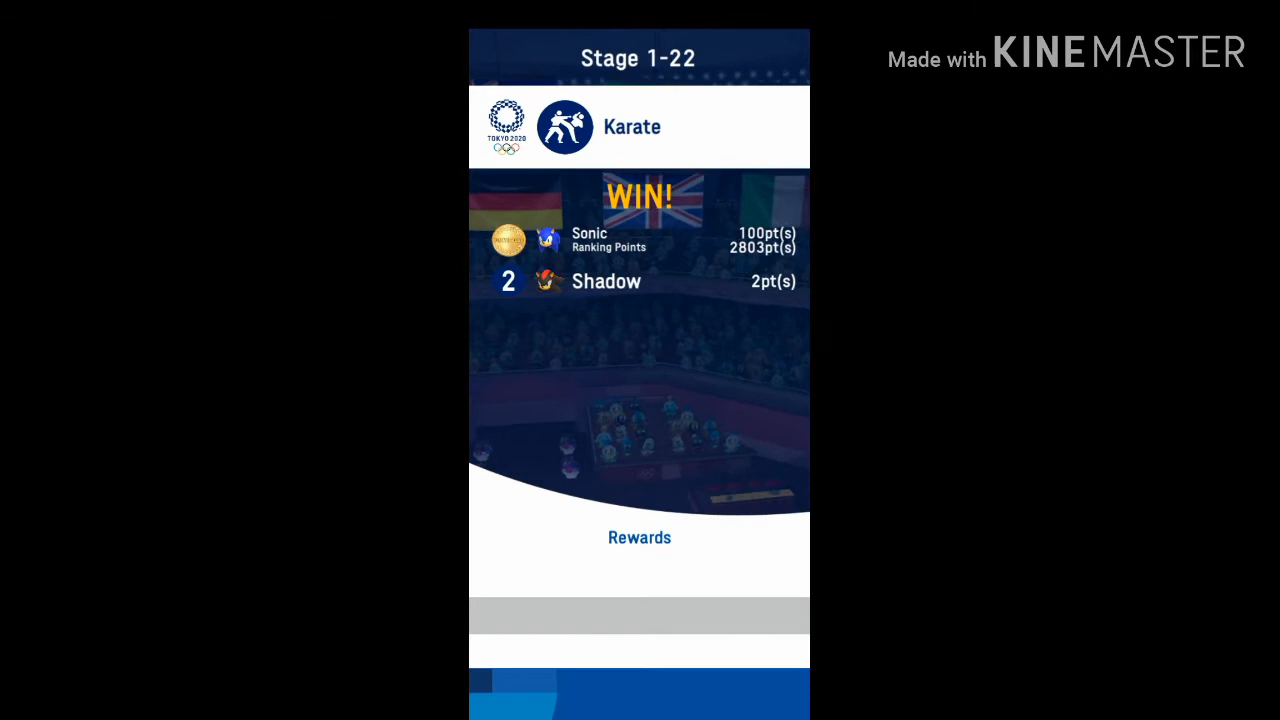 Stage 1-22
Made with KINEMASTER
TOKYO 2020
Karate
WIN!
Sonic 100pt(s)
Ranking Points 2803pt(s)
2 Shadow 2pt(s)
Rewards